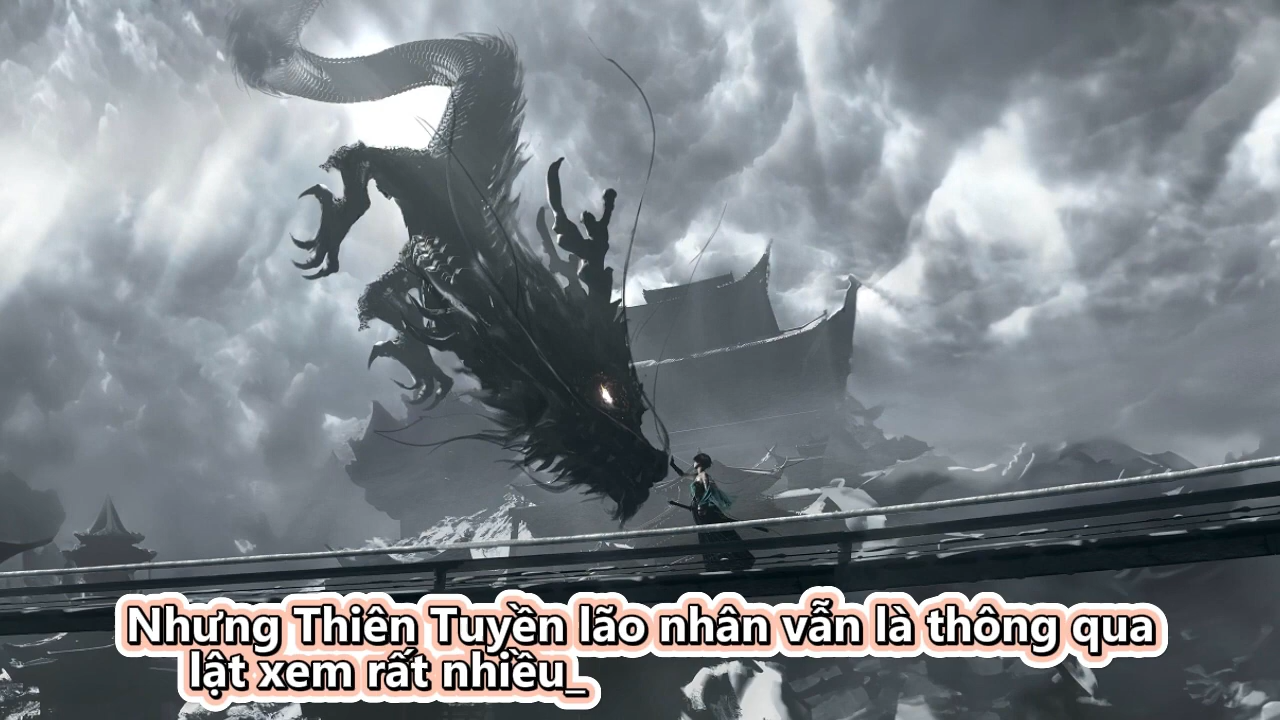 Nhưng Thiên Tuyền lão nhân vẫn là thông qua
lật xem rất nhiều_